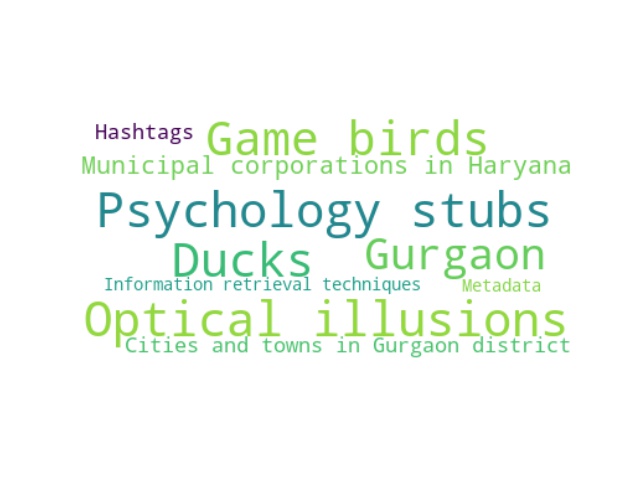 Hashtags Game birds
Municipal corporations in Haryana
Psychology stubs
Ducks Gurgaon
Information retrieval techniques Metadata
Optical illusions
Cities and towns in Gurgaon district